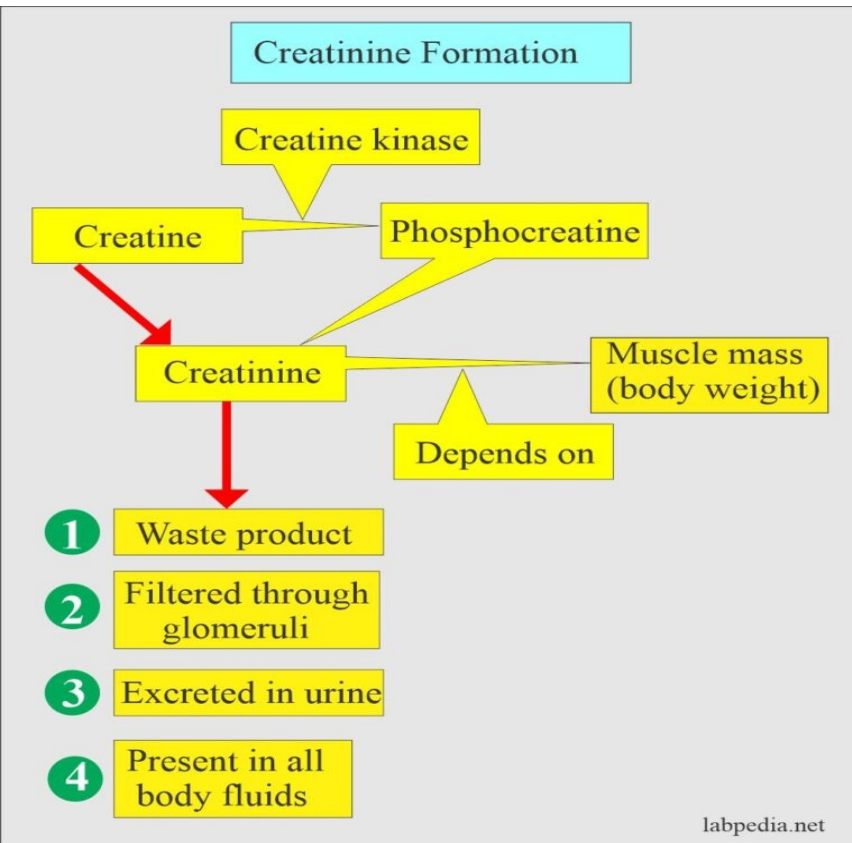 Creatinine Formation
Creatine kinase
Creatine
Phosphocreatine
Creatinine
Muscle mass
(body weight)
Depends on
1 Waste product
2 Filtered through
glomeruli
3 Excreted in urine
4 Present in all
body fluids
labpedia.net